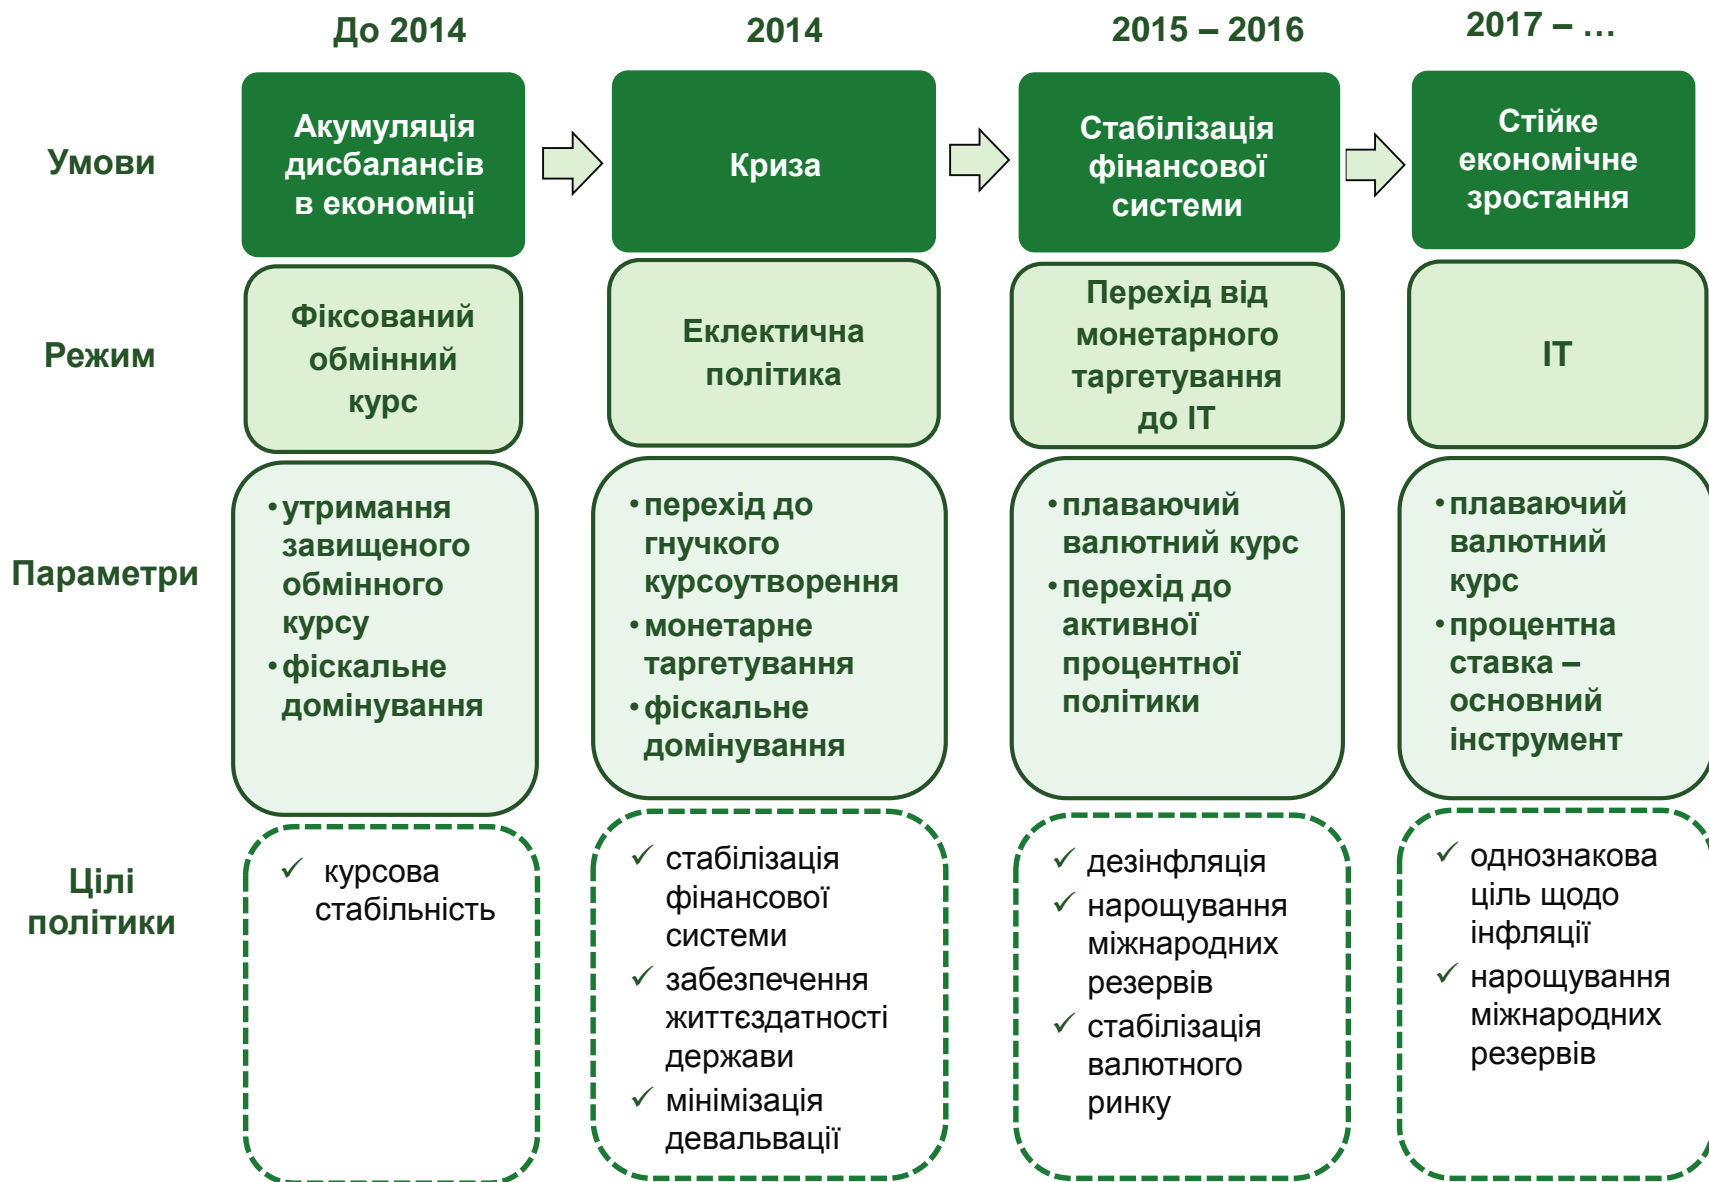 До 2014
2014
2015 – 2016
2017 – …
Умови
Акумуляція
дисбалансів
в економіці
Криза
Стабілізація
фінансової
системи
Стійке
економічне
зростання
Режим
Фіксований
обмінний
курс
Еклектична
політика
Перехід від
монетарного
таргетування
до ІТ
ІТ
Параметри
•утримання
завищеного
обмінного
курсу
•фіскальне
домінування
•перехід до
гнучкого
курсоутворення
•монетарне
таргетування
•фіскальне
домінування
•плаваючий
валютний курс
•перехід до
активної
процентної
політики
•плаваючий
валютний
курс
•процентна
ставка –
основний
інструмент
Цілі
політики
✓ курсова
стабільність
✓ стабілізація
фінансової
системи
✓ забезпечення
життєздатності
держави
✓ мінімізація
девальвації
✓ дезінфляція
✓ нарощування
міжнародних
резервів
✓ стабілізація
валютного
ринку
✓ однознакова
ціль щодо
інфляції
✓ нарощування
міжнародних
резервів